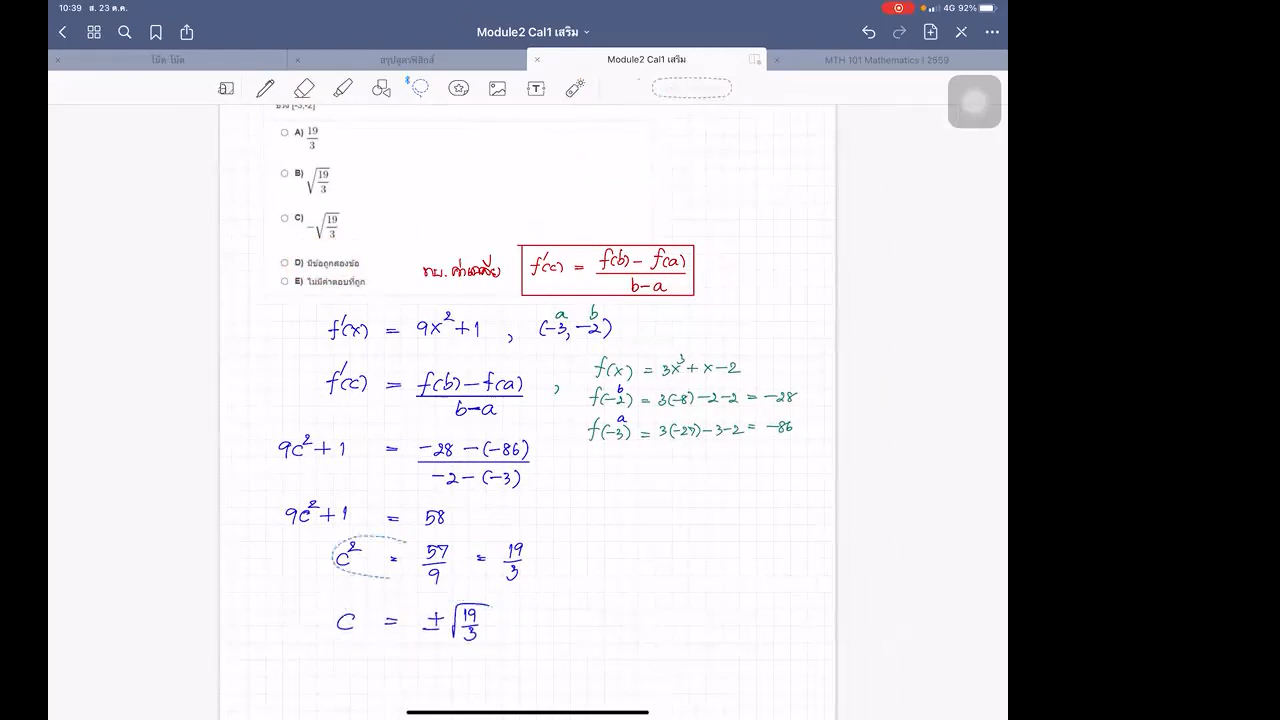 10:39 ส. 23 ต.ค.
4G 92%
Module2 Cal1 เสริม
โน๊ต โน๊ต
สรุปสูตรฟิสิกส์
Module2 Cal1 เสริม
MTH 101 Mathematics I 2559
ช่วง [-3,-2]
A) 19/3
B) √(19/3)
C) -√(19/3)
D) มีข้อถูกสองข้อ
E) ไม่มีคำตอบที่ถูก
ทบ. ค่าเฉลี่ย f'(c) = (f(b) - f(a))/(b-a)
a b
f'(x) = 9x² + 1 , (-3, -2)
f'(c) = (f(b) - f(a))/(b-a) ,
f(x) = 3x³ + x - 2
b
f(-2) = 3(-8) - 2 - 2 = -28
a
f(-3) = 3(-27) - 3 - 2 = -86
9c² + 1 = (-28 - (-86))/(-2 - (-3))
9c² + 1 = 58
c² = 57/9 = 19/3
c = ±√(19/3)